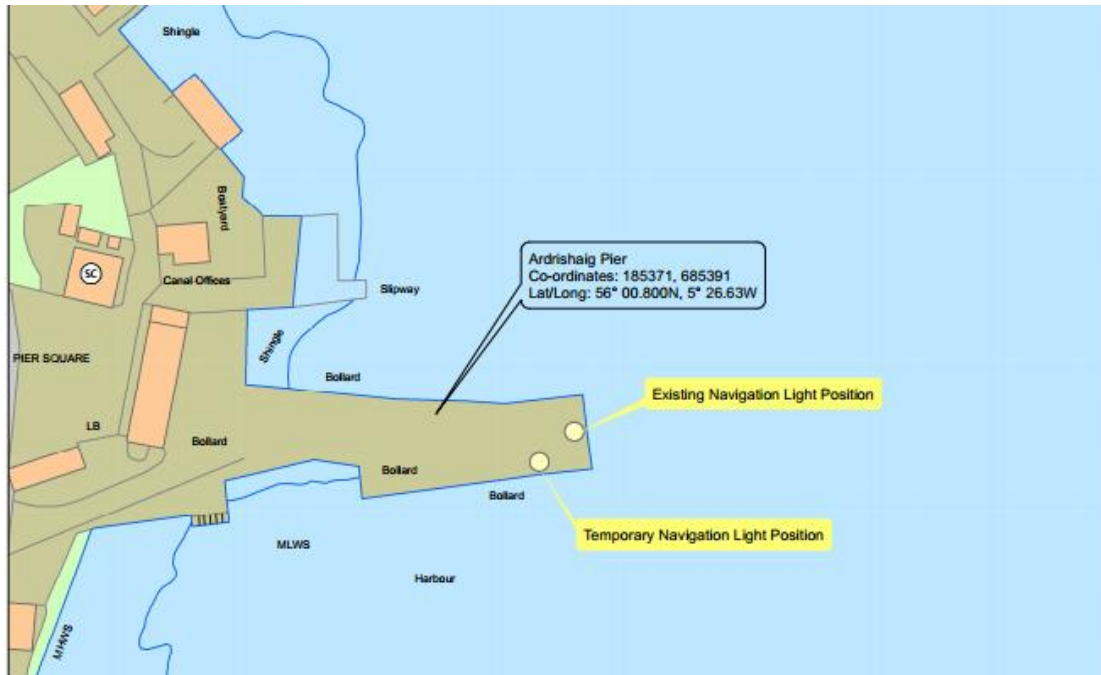 Shingle
Boatyard
SC
Canal Offices
Slipway
Ardrishaig Pier
Co-ordinates: 185371, 685391
Lat/Long: 56° 00.800N, 5° 26.63W
Shingle
PIER SQUARE
Bollard
Existing Navigation Light Position
LB
Bollard
Bollard
Bollard
Temporary Navigation Light Position
MLWS
Harbour
MHWS